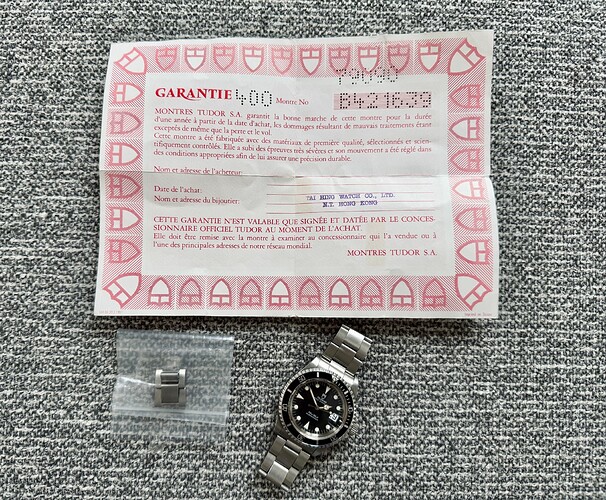 79090
GARANTIE 400 Montre No B421639
MONTRES TUDOR S.A. garantit la bonne marche de cette montre pour la durée
d'une année à partir de la date d'achat, les dommages résultant de mauvais traitements étant
exceptés de même que la perte et le vol.
Cette montre a été fabriquée avec des matériaux de première qualité, sélectionnés et scien-
tifiquement contrôlés. Elle a subi des épreuves très sévères et son mouvement a été réglé dans
des conditions appropriées afin de lui assurer une précision durable.
Nom et adresse de l'acheteur:
Date de l'achat:
Nom et adresse du bijoutier:
TAI HING WATCH CO., LTD.
N.T. HONG KONG
CETTE GARANTIE N'EST VALABLE QUE SIGNÉE ET DATÉE PAR LE CONCES-
SIONNAIRE OFFICIEL TUDOR AU MOMENT DE L'ACHAT.
Elle doit être remise avec la montre à examiner au concessionnaire qui l'a vendue ou à
l'une des principales adresses de notre réseau mondial.
MONTRES TUDOR S.A.